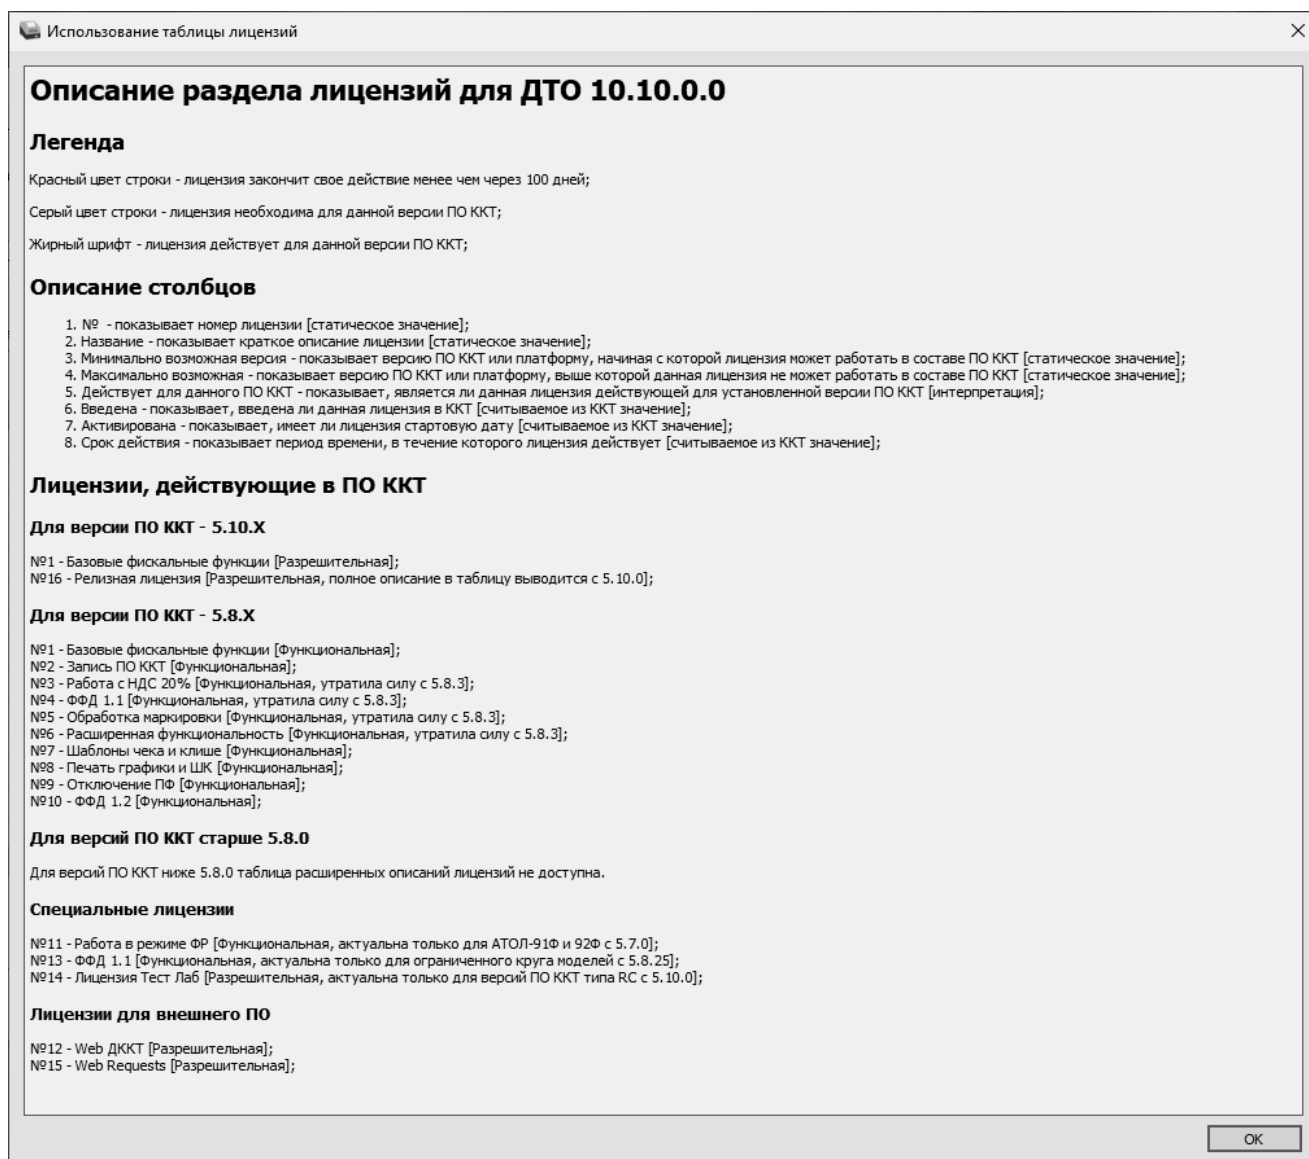 Использование таблицы лицензий
Описание раздела лицензий для ДТО 10.10.0.0
Легенда
Красный цвет строки - лицензия закончит свое действие менее чем через 100 дней;
Серый цвет строки - лицензия необходима для данной версии ПО ККТ;
Жирный шрифт - лицензия действует для данной версии ПО ККТ;
Описание столбцов
1. № - показывает номер лицензии [статическое значение];
2. Название - показывает краткое описание лицензии [статическое значение];
3. Минимально возможная версия - показывает версию ПО ККТ или платформу, начиная с которой лицензия может работать в составе ПО ККТ [статическое значение];
4. Максимально возможная - показывает версию ПО ККТ или платформу, выше которой данная лицензия не может работать в составе ПО ККТ [статическое значение];
5. Действует для данного ПО ККТ - показывает, является ли данная лицензия действующей для установленной версии ПО ККТ [интерпретация];
6. Введена - показывает, введена ли данная лицензия в ККТ [считываемое из ККТ значение];
7. Активирована - показывает, имеет ли лицензия стартовую дату [считываемое из ККТ значение];
8. Срок действия - показывает период времени, в течение которого лицензия действует [считываемое из ККТ значение];
Лицензии, действующие в ПО ККТ
Для версии ПО ККТ - 5.10.X
№1 - Базовые фискальные функции [Разрешительная];
№16 - Релизная лицензия [Разрешительная, полное описание в таблицу выводится с 5.10.0];
Для версии ПО ККТ - 5.8.X
№1 - Базовые фискальные функции [Функциональная];
№2 - Запись ПО ККТ [Функциональная];
№3 - Работа с НДС 20% [Функциональная, утратила силу с 5.8.3];
№4 - ФФД 1.1 [Функциональная, утратила силу с 5.8.3];
№5 - Обработка маркировки [Функциональная, утратила силу с 5.8.3];
№6 - Расширенная функциональность [Функциональная, утратила силу с 5.8.3];
№7 - Шаблоны чека и клише [Функциональная];
№8 - Печать графики и ШК [Функциональная];
№9 - Отключение ПФ [Функциональная];
№10 - ФФД 1.2 [Функциональная];
Для версий ПО ККТ старше 5.8.0
Для версий ПО ККТ ниже 5.8.0 таблица расширенных описаний лицензий не доступна.
Специальные лицензии
№11 - Работа в режиме ФР [Функциональная, актуальна только для АТОЛ-91Ф и 92Ф с 5.7.0];
№13 - ФФД 1.1 [Функциональная, актуальна только для ограниченного круга моделей с 5.8.25];
№14 - Лицензия Тест Лаб [Разрешительная, актуальна только для версий ПО ККТ типа RC с 5.10.0];
Лицензии для внешнего ПО
№12 - Web ДККТ [Разрешительная];
№15 - Web Requests [Разрешительная];
ОК